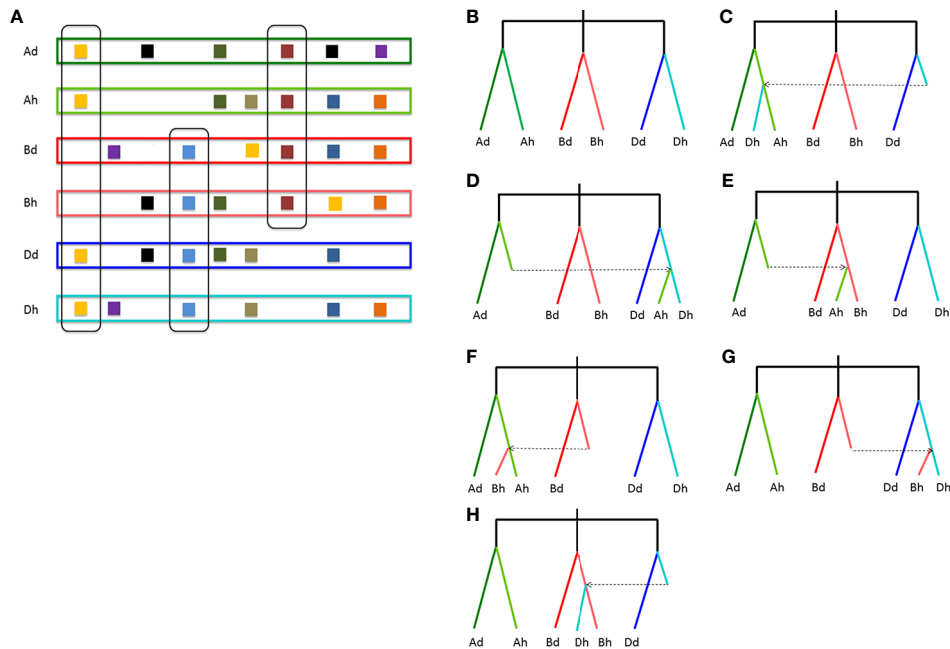 A
Ad
Ah
Bd
Bh
Dd
Dh
B
Ad Ah Bd Bh Dd Dh
C
Ad Dh Ah Bd Bh Dd
D
Ad Bd Bh Dd Ah Dh
E
Ad Bd Ah Bh Dd Dh
F
Ad Bh Ah Bd Dd Dh
G
Ad Ah Bd Dd Bh Dh
H
Ad Ah Bd Dh Bh Dd